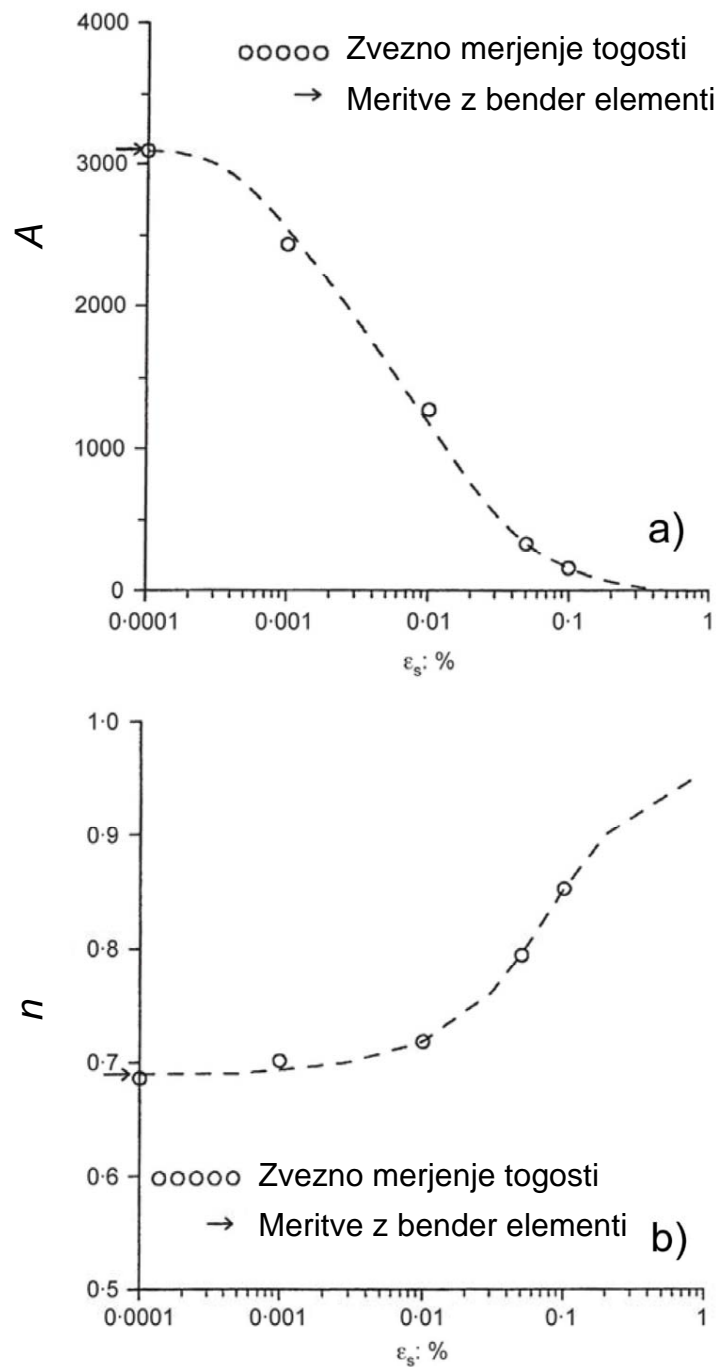 4000
ooooo Zvezno merjenje togosti
→ Meritve z bender elementi
3000
A
2000
1000
a)
0
0·0001 0·001 0·01 0·1 1
εs: %
1·0
0·9
0·8
n
0·7
0·6
ooooo Zvezno merjenje togosti
→ Meritve z bender elementi
b)
0·5
0·0001 0·001 0·01 0·1 1
εs: %